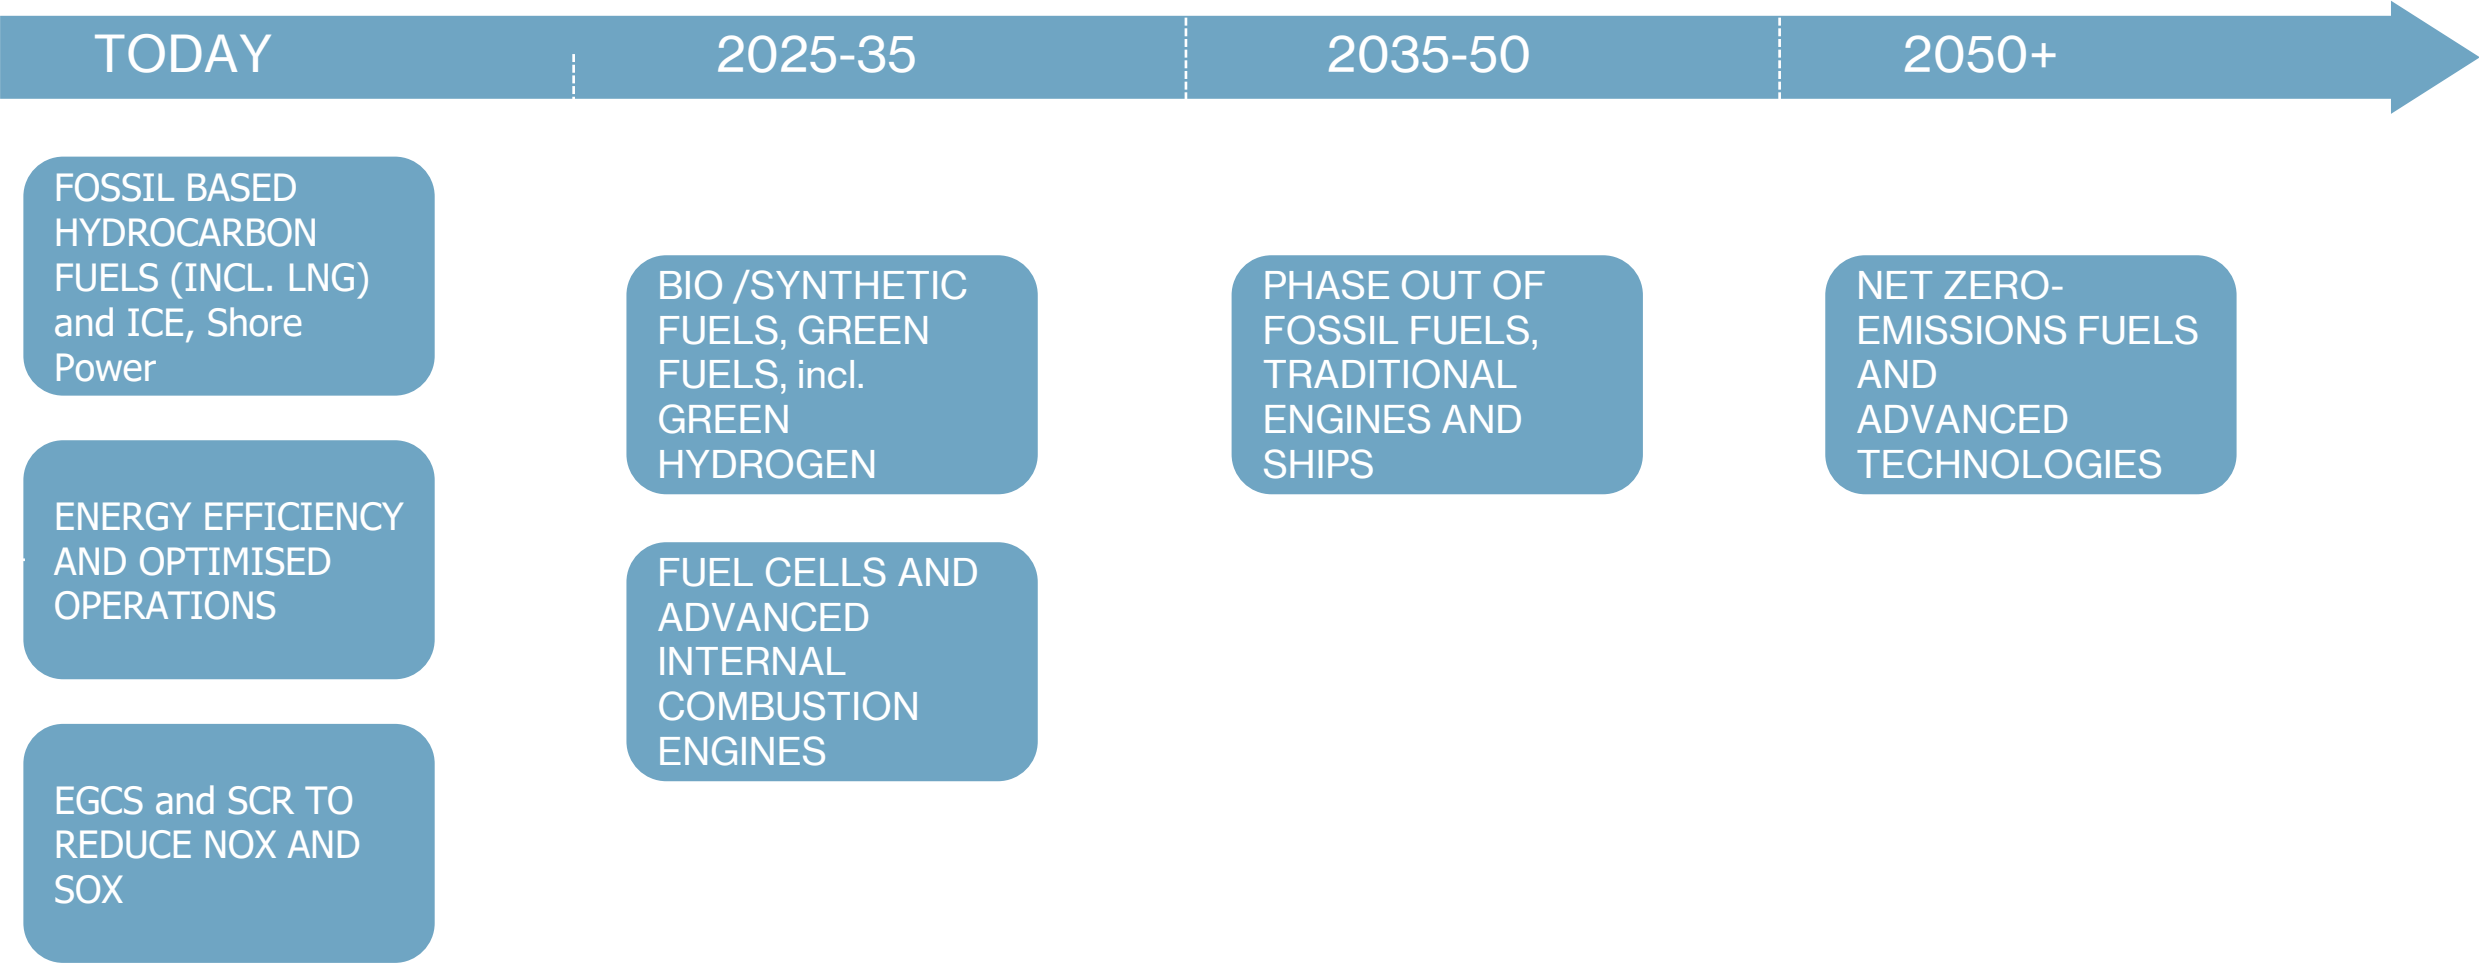 TODAY
2025-35
2035-50
2050+
FOSSIL BASED
HYDROCARBON
FUELS (INCL. LNG)
and ICE, Shore
Power
ENERGY EFFICIENCY
AND OPTIMISED
OPERATIONS
EGCS and SCR TO
REDUCE NOX AND
SOX
BIO /SYNTHETIC
FUELS, GREEN
FUELS, incl.
GREEN
HYDROGEN
FUEL CELLS AND
ADVANCED
INTERNAL
COMBUSTION
ENGINES
PHASE OUT OF
FOSSIL FUELS,
TRADITIONAL
ENGINES AND
SHIPS
NET ZERO-
EMISSIONS FUELS
AND
ADVANCED
TECHNOLOGIES